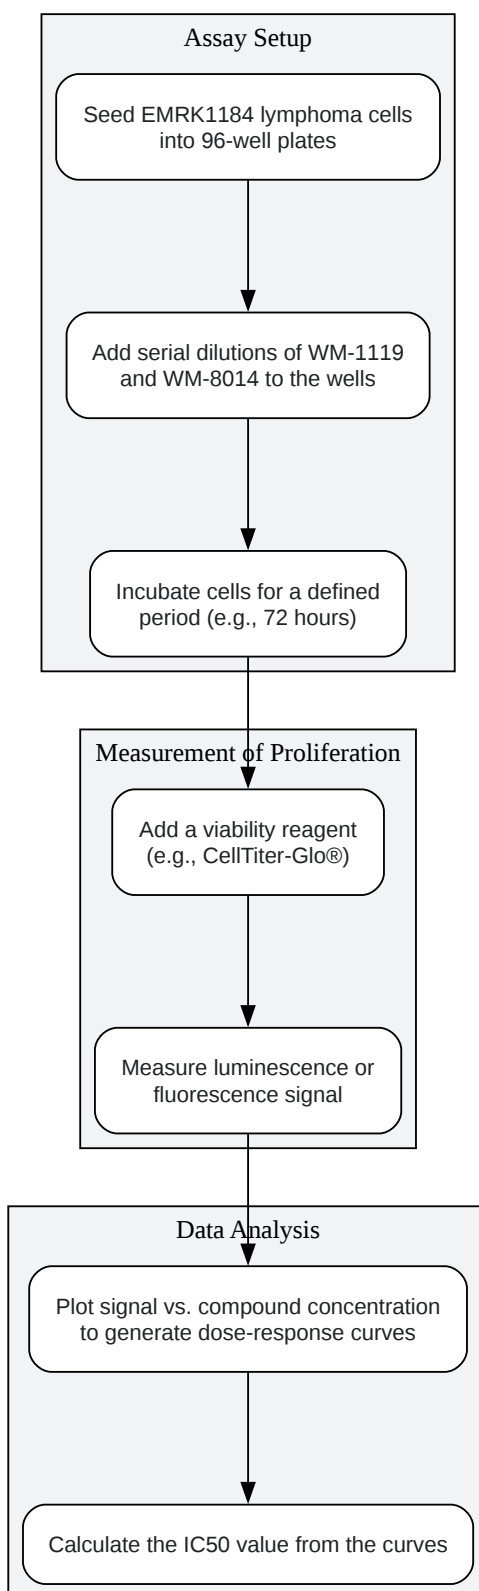 Assay Setup
Seed EMRK1184 lymphoma cells
into 96-well plates
Add serial dilutions of WM-1119
and WM-8014 to the wells
Incubate cells for a defined
period (e.g., 72 hours)
Measurement of Proliferation
Add a viability reagent
(e.g., CellTiter-Glo®)
Measure luminescence or
fluorescence signal
Data Analysis
Plot signal vs. compound concentration
to generate dose-response curves
Calculate the IC50 value from the curves